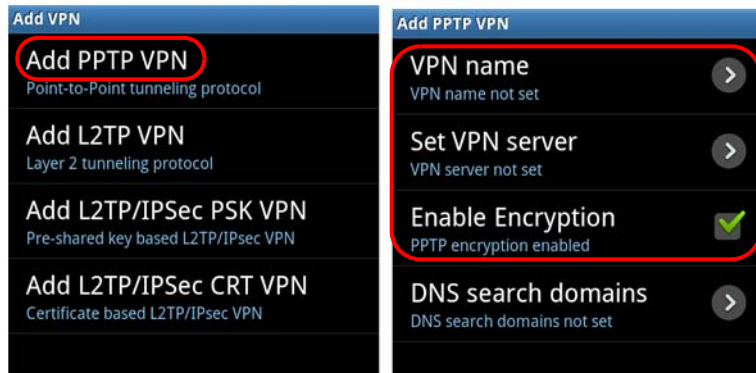 Add VPN
Add PPTP VPN
Point-to-Point tunneling protocol
Add L2TP VPN
Layer 2 tunneling protocol
Add L2TP/IPSec PSK VPN
Pre-shared key based L2TP/IPsec VPN
Add L2TP/IPSec CRT VPN
Certificate based L2TP/IPsec VPN
Add PPTP VPN
VPN name
VPN name not set
Set VPN server
VPN server not set
Enable Encryption
PPTP encryption enabled
DNS search domains
DNS search domains not set